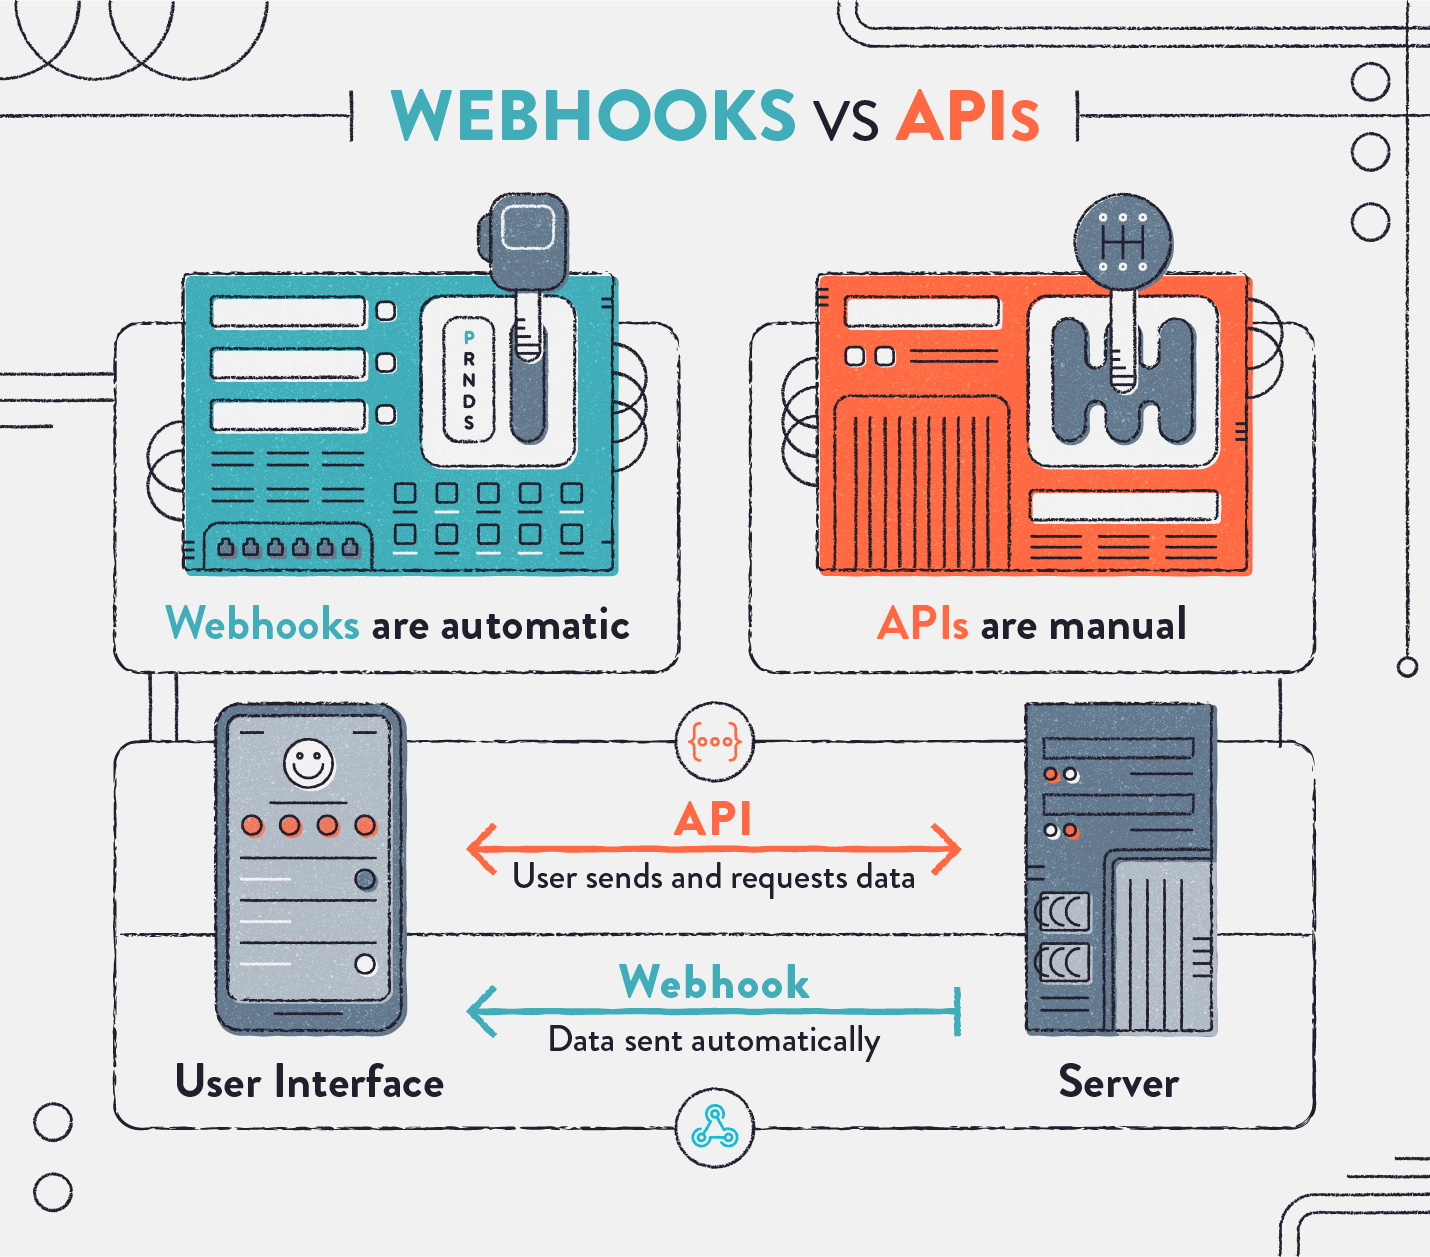 WEBHOOKS VS APIs
P
R
N
D
S
Webhooks are automatic
APIs are manual
{ooo}
API
User sends and requests data
Webhook
Data sent automatically
User Interface
Server